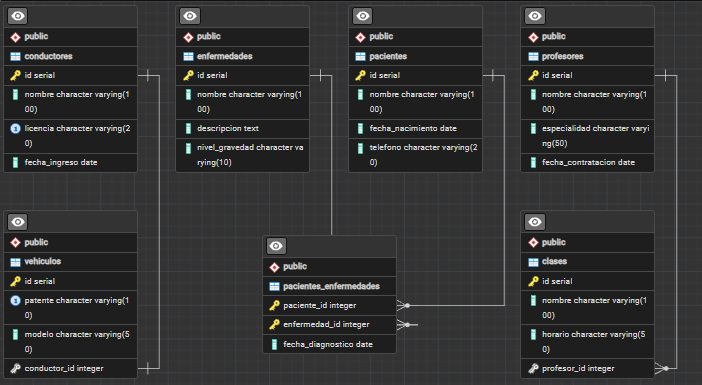 public
conductores
id serial
nombre character varying(1
00)
licencia character varying(2
0)
fecha_ingreso date
public
enfermedades
id serial
nombre character varying(1
00)
descripcion text
nivel_gravedad character va
rying(10)
public
pacientes
id serial
nombre character varying(1
00)
fecha_nacimiento date
telefono character varying(2
0)
public
profesores
id serial
nombre character varying(1
00)
especialidad character varyi
ng(50)
fecha_contratacion date
public
vehiculos
id serial
patente character varying(1
0)
modelo character varying(5
0)
conductor_id integer
public
pacientes_enfermedades
paciente_id integer
enfermedad_id integer
fecha_diagnostico date
public
clases
id serial
nombre character varying(1
00)
horario character varying(5
0)
profesor_id integer